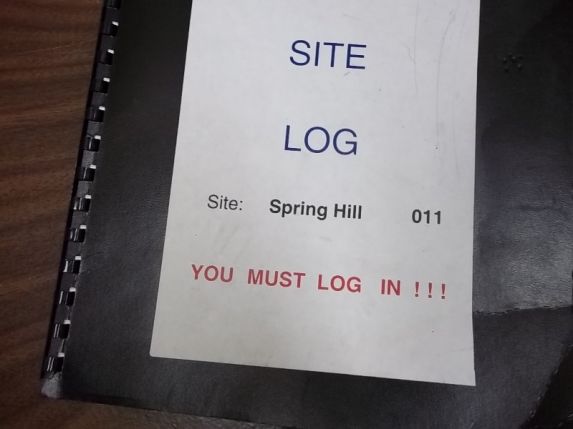 SITE
LOG
Site: Spring Hill 011
YOU MUST LOG IN !!!